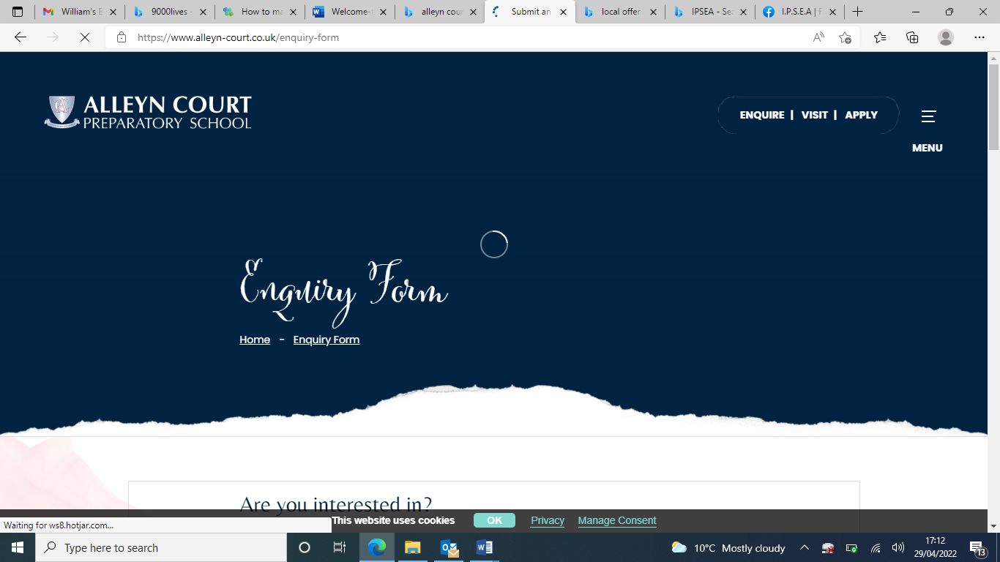 William's E
9000lives -
How to ma
Welcome-t
alleyn cour
Submit an
local offer
IPSEA - Sea
I.P.S.E.A | F
https://www.alleyn-court.co.uk/enquiry-form
ALLEYN COURT
PREPARATORY SCHOOL
ENQUIRE | VISIT | APPLY
MENU
Enquiry Form
Home - Enquiry Form
Are you interested in?
This website uses cookies OK Privacy Manage Consent
Waiting for ws8.hotjar.com...
Type here to search
10°C Mostly cloudy
17:12
29/04/2022
13